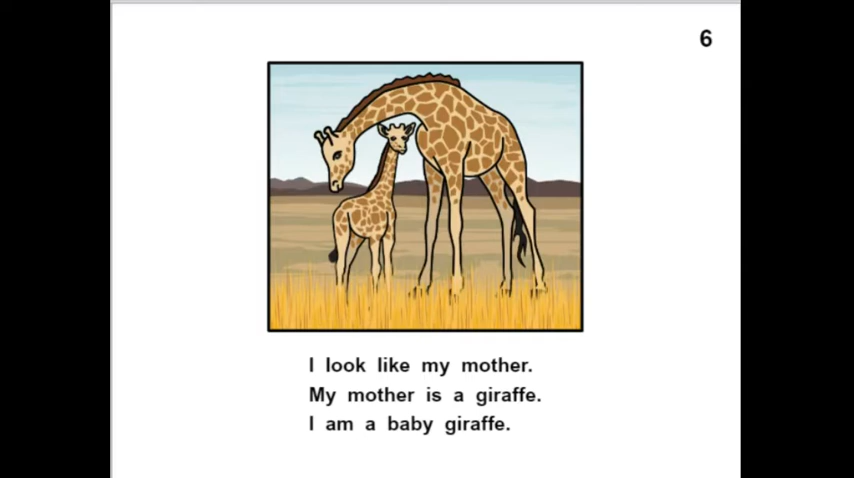 6
I look like my mother.
My mother is a giraffe.
I am a baby giraffe.